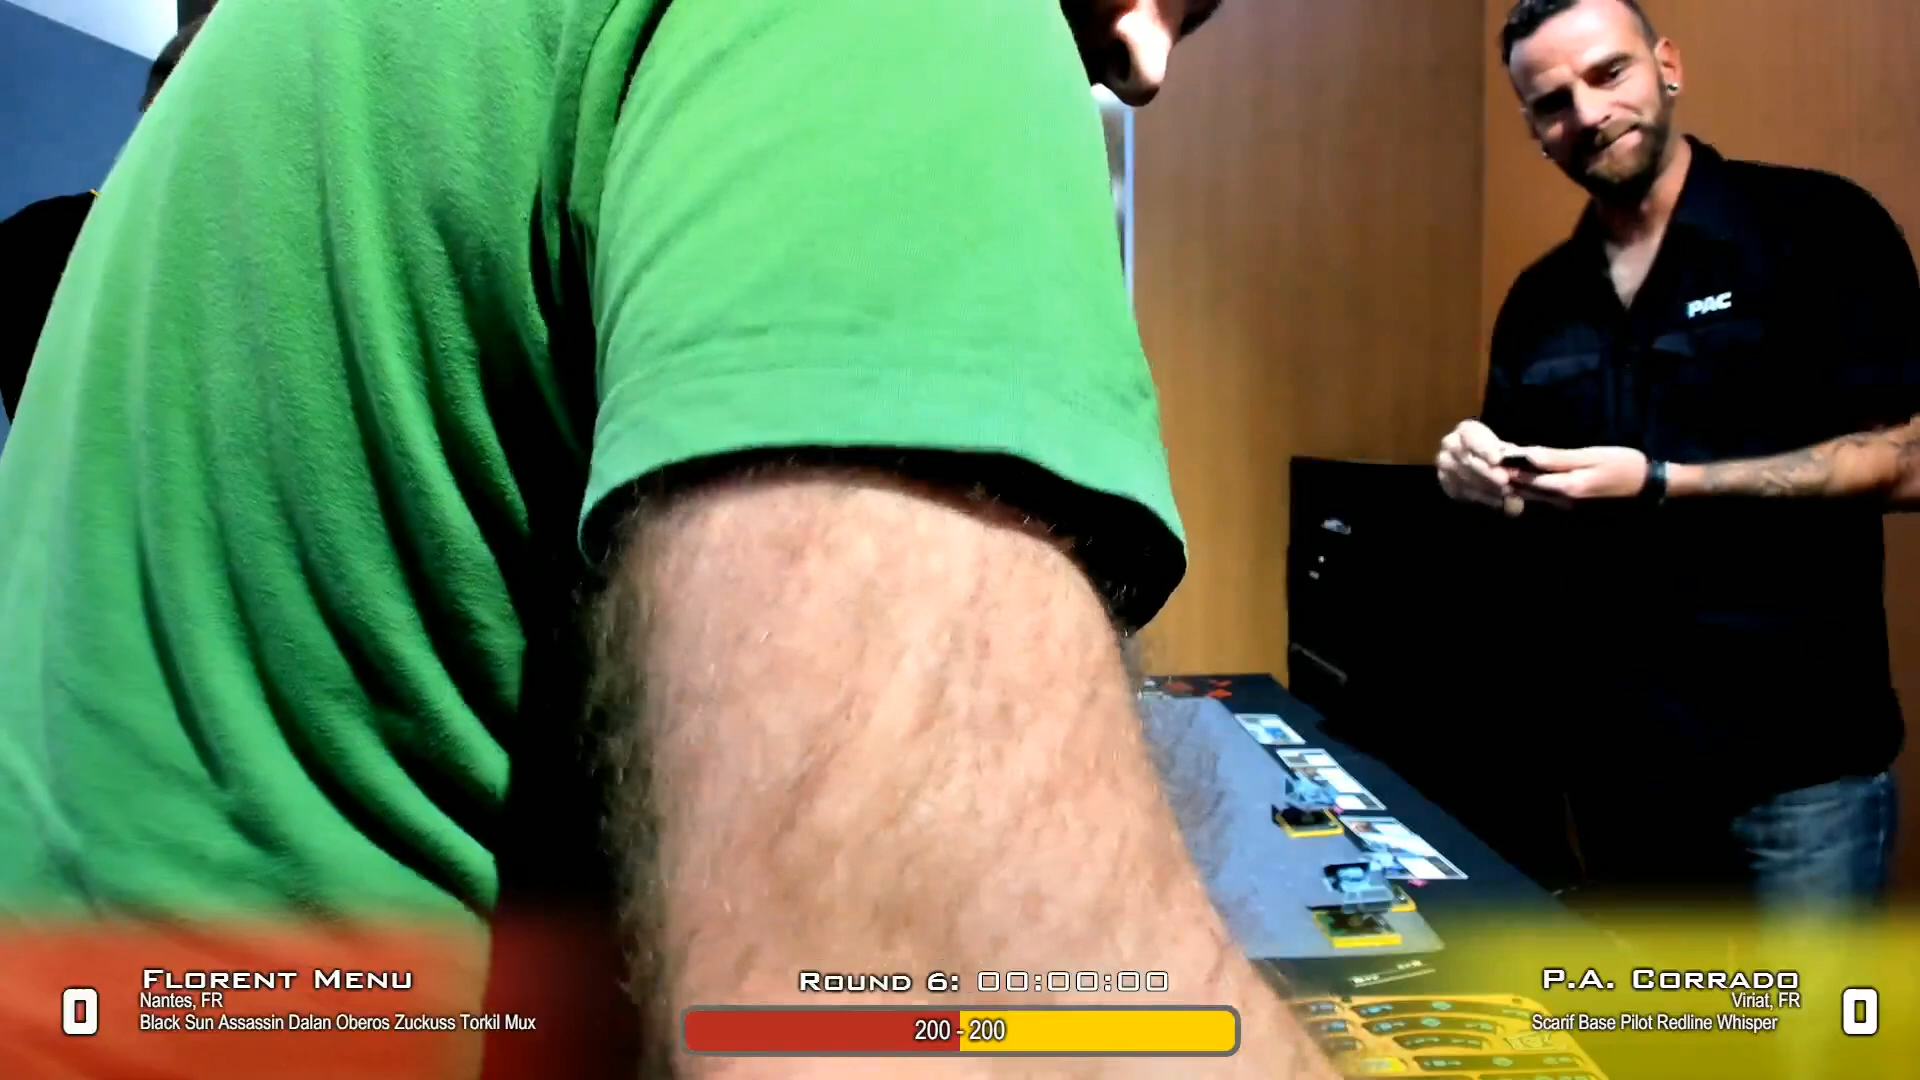 PAC
Florent Menu
Nantes, FR
Black Sun Assassin Dalan Oberos Zuckuss Torkil Mux
0
Round 6: 00:00:00
200 - 200
P.A. Corrado
Viriat, FR
Scarif Base Pilot Redline Whisper
0